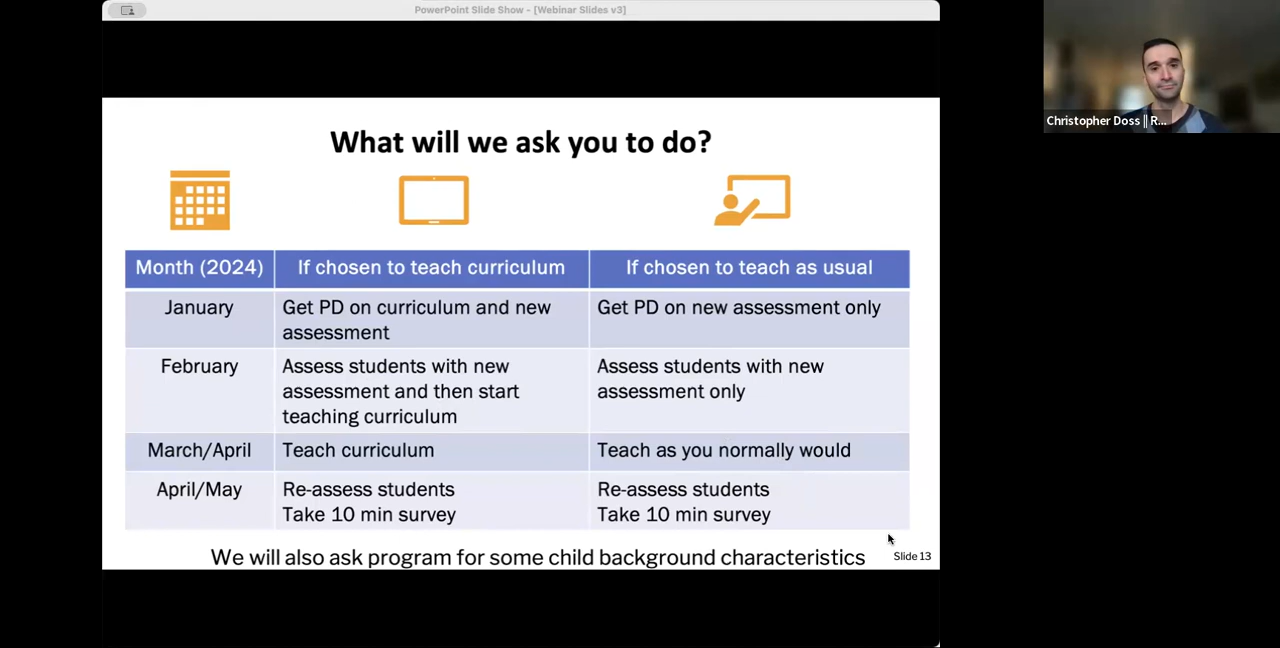 PowerPoint Slide Show - [Webinar Slides v3]
Christopher Doss || R...
What will we ask you to do?
Month (2024) If chosen to teach curriculum If chosen to teach as usual
January Get PD on curriculum and new assessment Get PD on new assessment only
February Assess students with new assessment and then start teaching curriculum Assess students with new assessment only
March/April Teach curriculum Teach as you normally would
April/May Re-assess students Take 10 min survey Re-assess students Take 10 min survey
We will also ask program for some child background characteristics
Slide 13